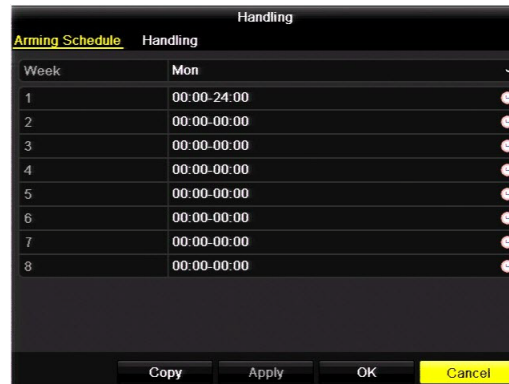 Handling
Arming Schedule Handling
Week Mon
1 00:00-24:00
2 00:00-00:00
3 00:00-00:00
4 00:00-00:00
5 00:00-00:00
6 00:00-00:00
7 00:00-00:00
8 00:00-00:00
Copy Apply OK Cancel